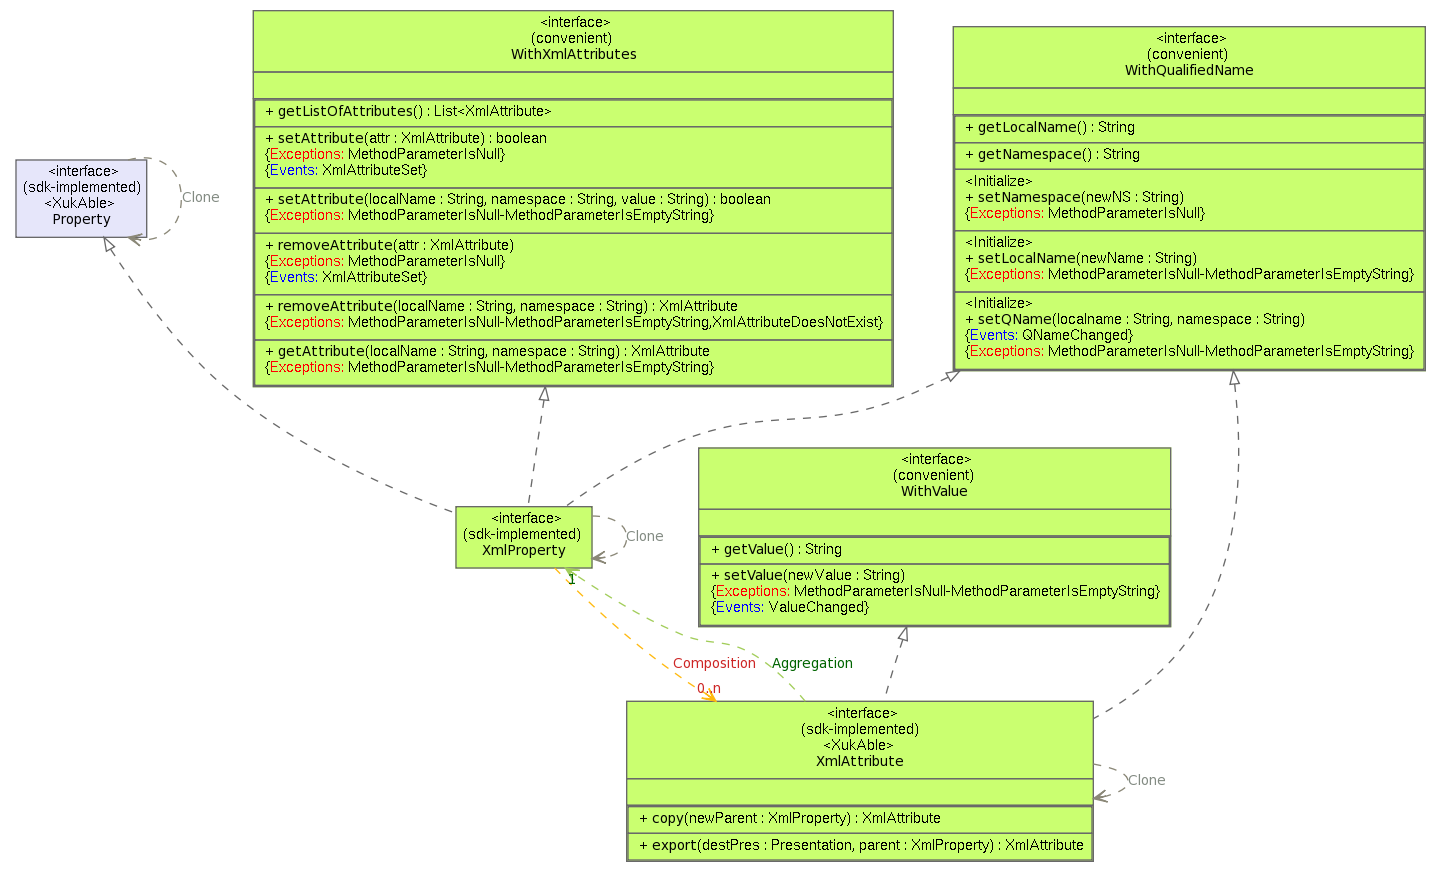 <interface>
(convenient)
WithXmlAttributes
+ getListOfAttributes() : List<XmlAttribute>
+ setAttribute(attr : XmlAttribute) : boolean
{Exceptions: MethodParameterIsNull}
{Events: XmlAttributeSet}
+ setAttribute(localName : String, namespace : String, value : String) : boolean
{Exceptions: MethodParameterIsNull-MethodParameterIsEmptyString}
+ removeAttribute(attr : XmlAttribute)
{Exceptions: MethodParameterIsNull}
{Events: XmlAttributeSet}
+ removeAttribute(localName : String, namespace : String) : XmlAttribute
{Exceptions: MethodParameterIsNull-MethodParameterIsEmptyString,XmlAttributeDoesNotExist}
+ getAttribute(localName : String, namespace : String) : XmlAttribute
{Exceptions: MethodParameterIsNull-MethodParameterIsEmptyString}
<interface>
(convenient)
WithQualifiedName
+ getLocalName() : String
+ getNamespace() : String
<Initialize>
+ setNamespace(newNS : String)
{Exceptions: MethodParameterIsNull}
<Initialize>
+ setLocalName(newName : String)
{Exceptions: MethodParameterIsNull-MethodParameterIsEmptyString}
<Initialize>
+ setQName(localname : String, namespace : String)
{Events: QNameChanged}
{Exceptions: MethodParameterIsNull-MethodParameterIsEmptyString}
<interface>
(sdk-implemented)
<XukAble>
Property
Clone
<interface>
(convenient)
WithValue
+ getValue() : String
+ setValue(newValue : String)
{Exceptions: MethodParameterIsNull-MethodParameterIsEmptyString}
{Events: ValueChanged}
<interface>
(sdk-implemented)
XmlProperty
Clone
1
Composition
Aggregation
0..n
<interface>
(sdk-implemented)
<XukAble>
XmlAttribute
+ copy(newParent : XmlProperty) : XmlAttribute
+ export(destPres : Presentation, parent : XmlProperty) : XmlAttribute
Clone